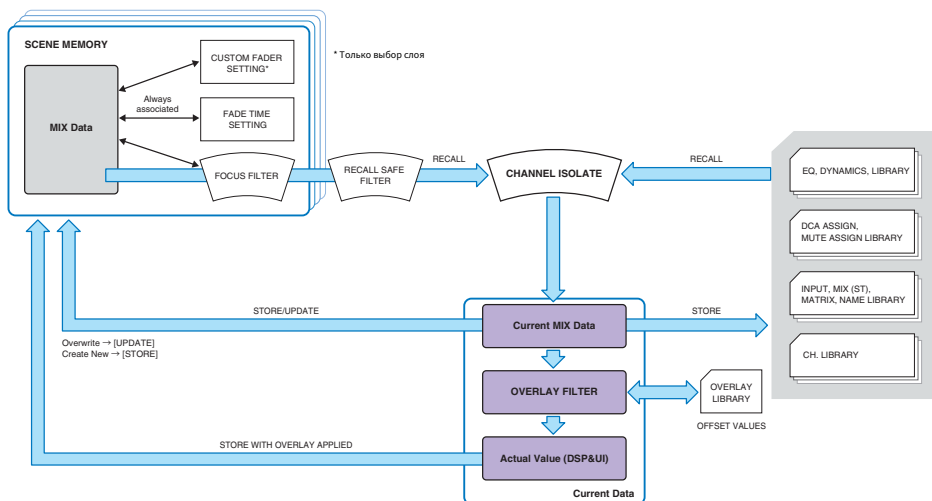 SCENE MEMORY
CUSTOM FADER
SETTING*
* Только выбор слоя
Always
associated
MIX Data
FADE TIME
SETTING
FOCUS FILTER
RECALL SAFE
FILTER
RECALL
CHANNEL ISOLATE
RECALL
EQ, DYNAMICS, LIBRARY
DCA ASSIGN,
MUTE ASSIGN LIBRARY
INPUT, MIX (ST),
MATRIX, NAME LIBRARY
CH. LIBRARY
STORE/UPDATE
Overwrite → [UPDATE]
Create New → [STORE]
Current MIX Data
STORE
OVERLAY FILTER
OVERLAY
LIBRARY
OFFSET VALUES
STORE WITH OVERLAY APPLIED
Actual Value (DSP&UI)
Current Data